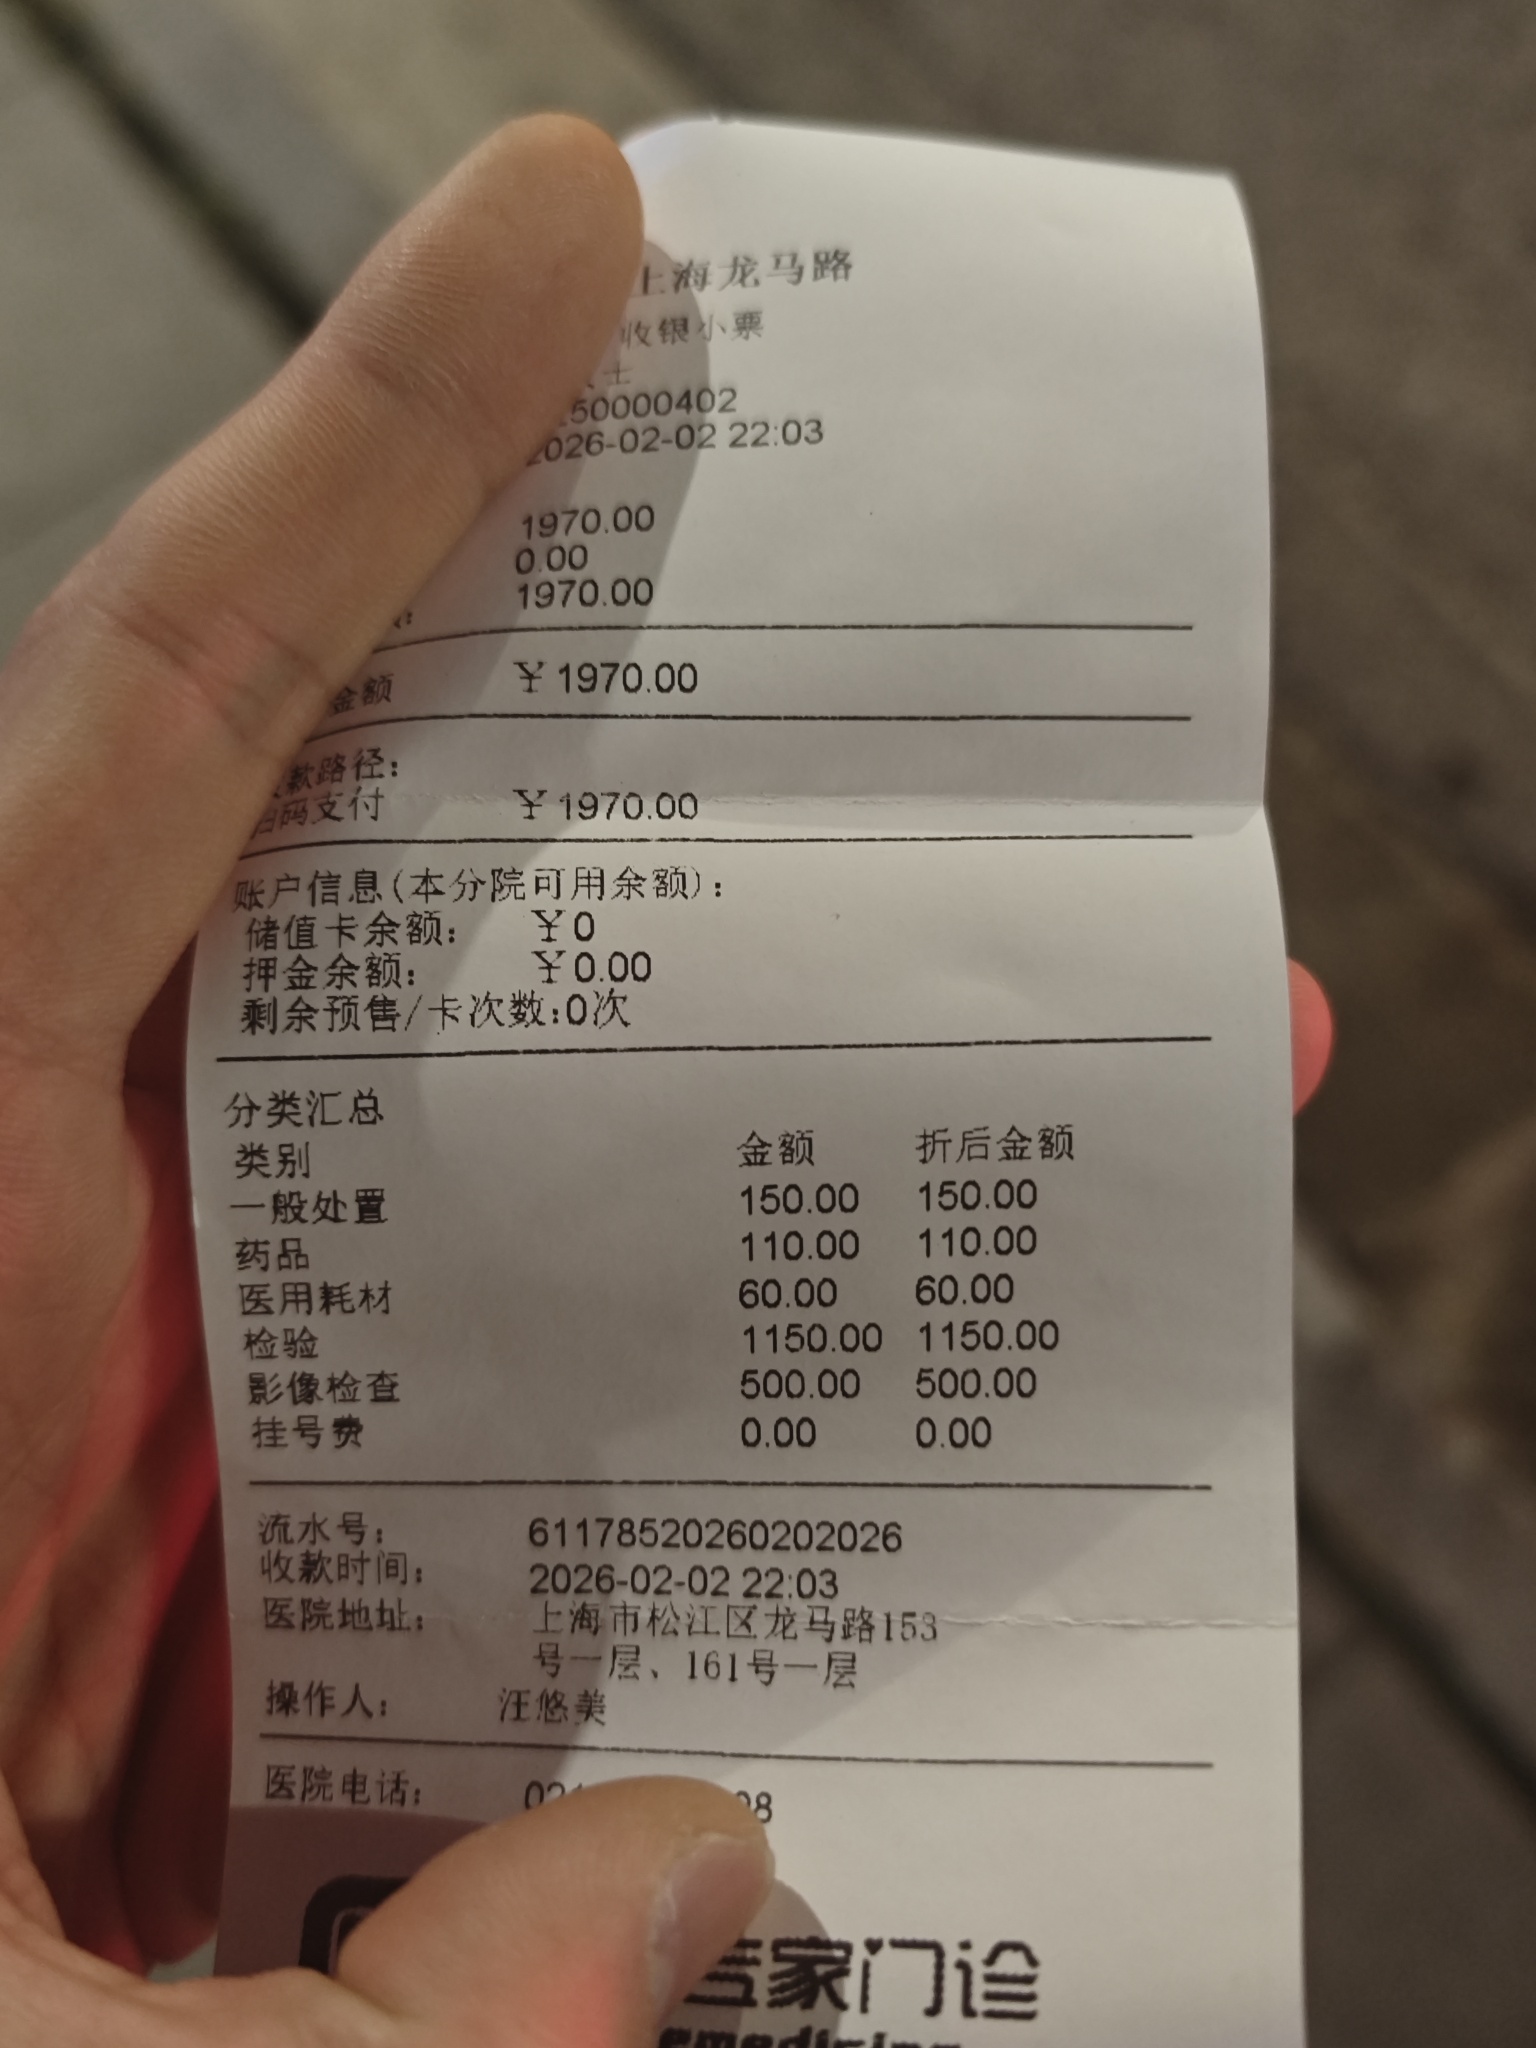 上海龙马路
收银小票
士
50000402
2026-02-02 22:03
1970.00
0.00
1970.00
金额 ¥1970.00
款路径：
扫码支付 ¥1970.00
账户信息(本分院可用余额)：
储值卡余额： ¥0
押金余额： ¥0.00
剩余预售/卡次数:0次
分类汇总
类别 金额 折后金额
一般处置 150.00 150.00
药品 110.00 110.00
医用耗材 60.00 60.00
检验 1150.00 1150.00
影像检查 500.00 500.00
挂号费 0.00 0.00
流水号： 61178520260202026
收款时间： 2026-02-02 22:03
医院地址： 上海市松江区龙马路153
号一层、161号一层
操作人： 汪悠美
医院电话：
家门诊